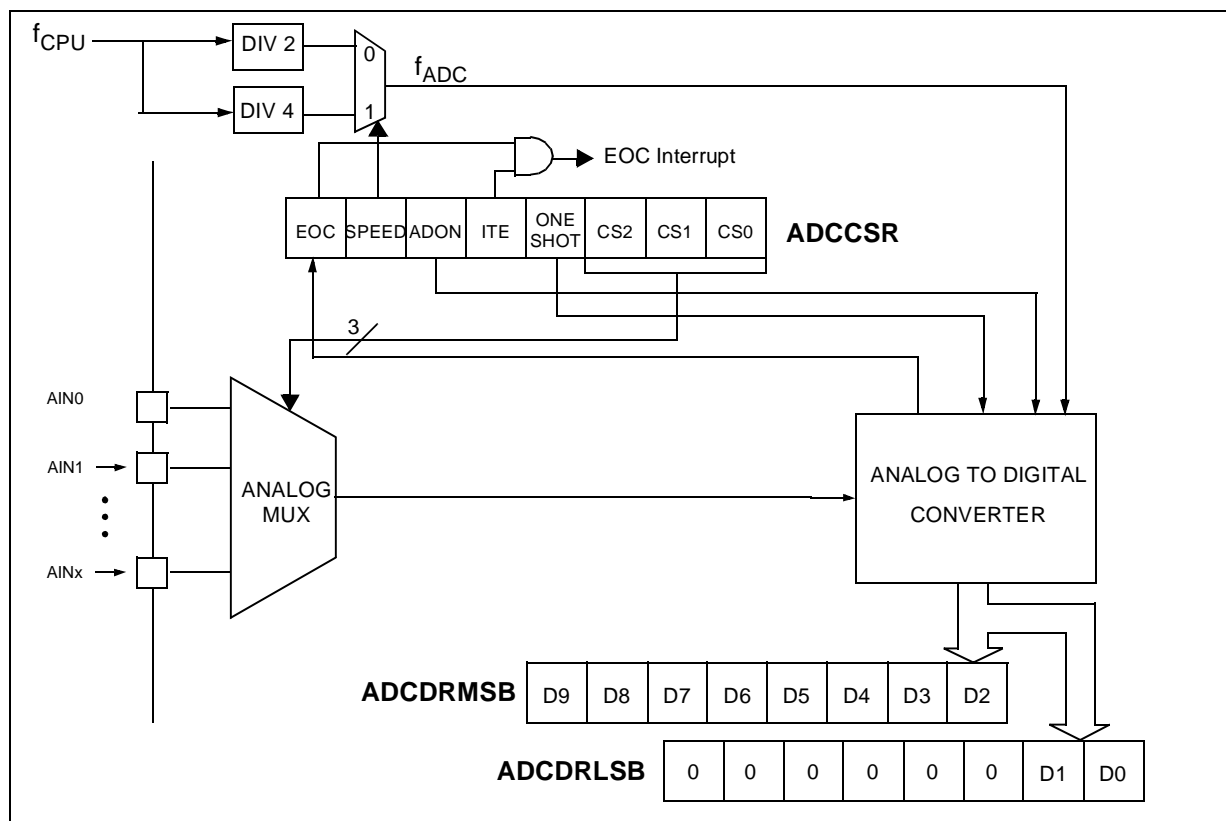 fCPU
DIV 2
0
fADC
DIV 4
1
EOC Interrupt
EOC SPEED ADON ITE ONE SHOT CS2 CS1 CS0 ADCCSR
3
AIN0
AIN1
AINx
ANALOG
MUX
ANALOG TO DIGITAL
CONVERTER
ADCDRMSB D9 D8 D7 D6 D5 D4 D3 D2
ADCDRLSB 0 0 0 0 0 0 D1 D0